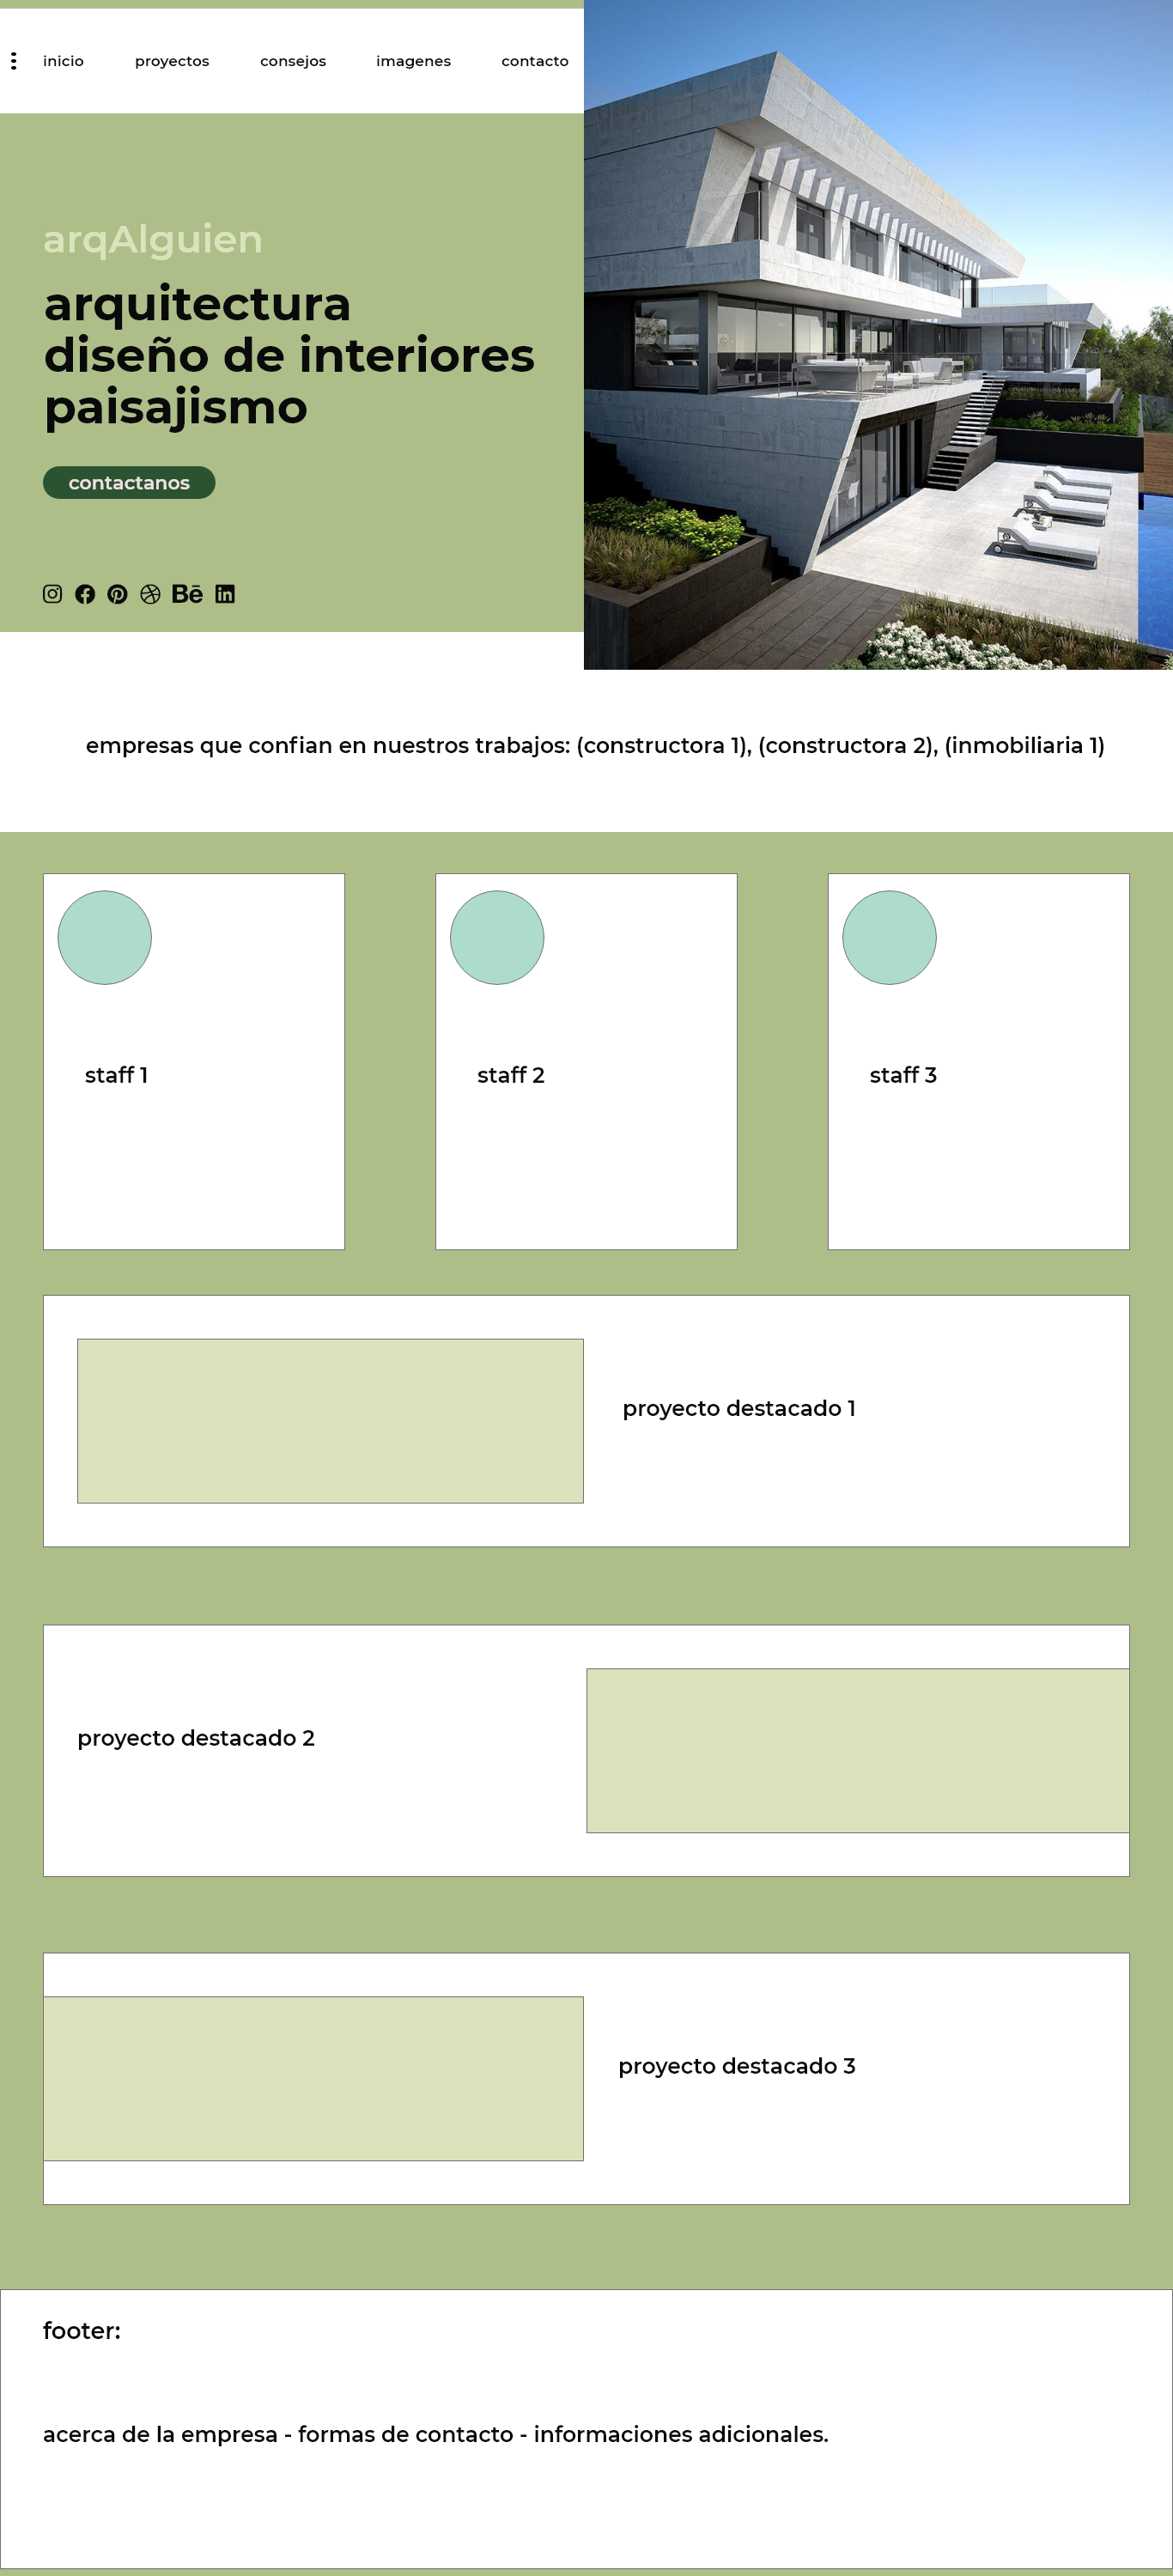 inicio proyectos consejos imagenes contacto
arqAlguien
arquitectura
diseño de interiores
paisajismo
contactanos
Bē in
empresas que confian en nuestros trabajos: (constructora 1), (constructora 2), (inmobiliaria 1)
staff 1 staff 2 staff 3
proyecto destacado 1
proyecto destacado 2
proyecto destacado 3
footer:
acerca de la empresa - formas de contacto - informaciones adicionales.